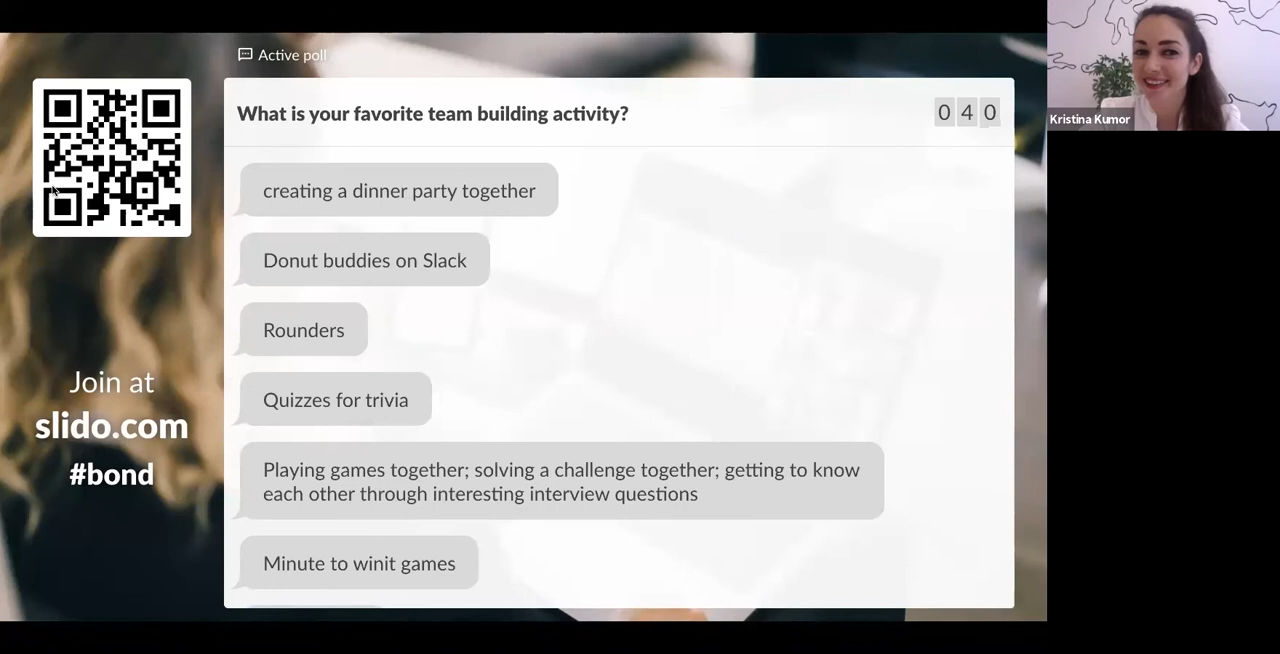 Active poll
What is your favorite team building activity?
0 4 0
Kristina Kumor
creating a dinner party together
Donut buddies on Slack
Rounders
Quizzes for trivia
Playing games together; solving a challenge together; getting to know
each other through interesting interview questions
Minute to winit games
Join at
slido.com
#bond